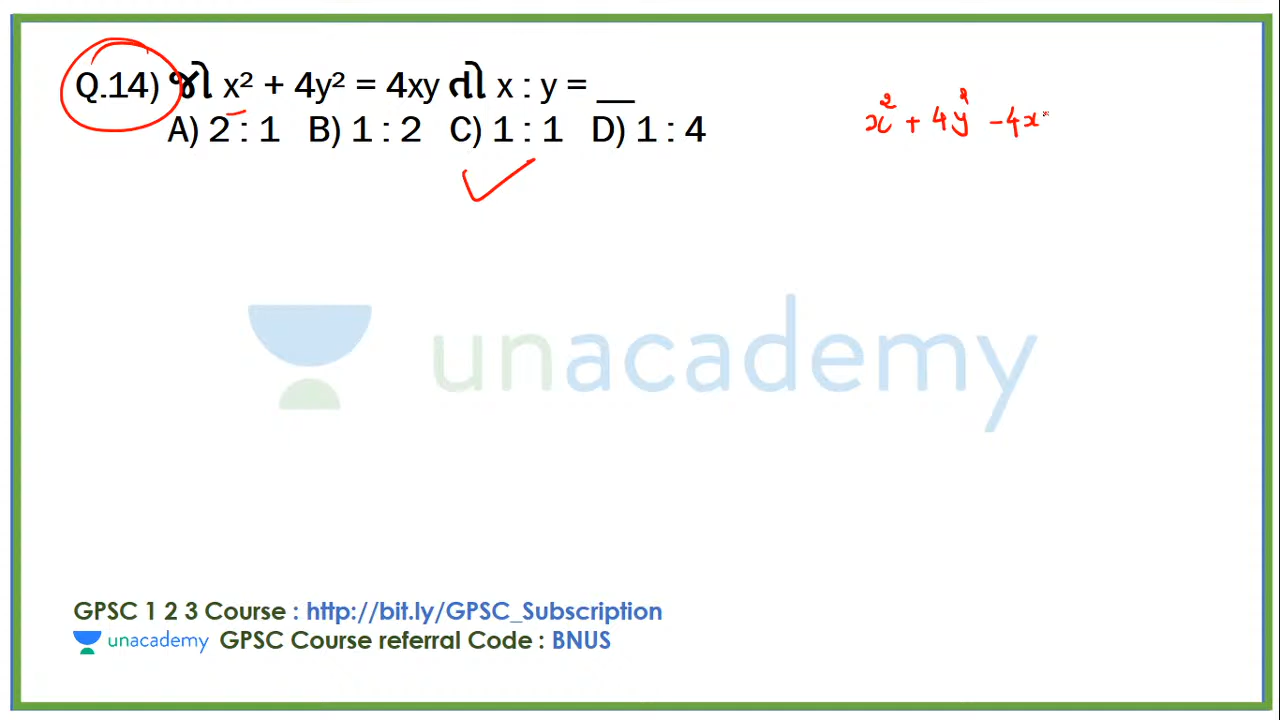 Q.14) જો x² + 4y² = 4xy તો x : y = __
A) 2 : 1 B) 1 : 2 C) 1 : 1 D) 1 : 4
x² + 4y² - 4x
unacademy
GPSC 1 2 3 Course : http://bit.ly/GPSC_Subscription
unacademy GPSC Course referral Code : BNUS